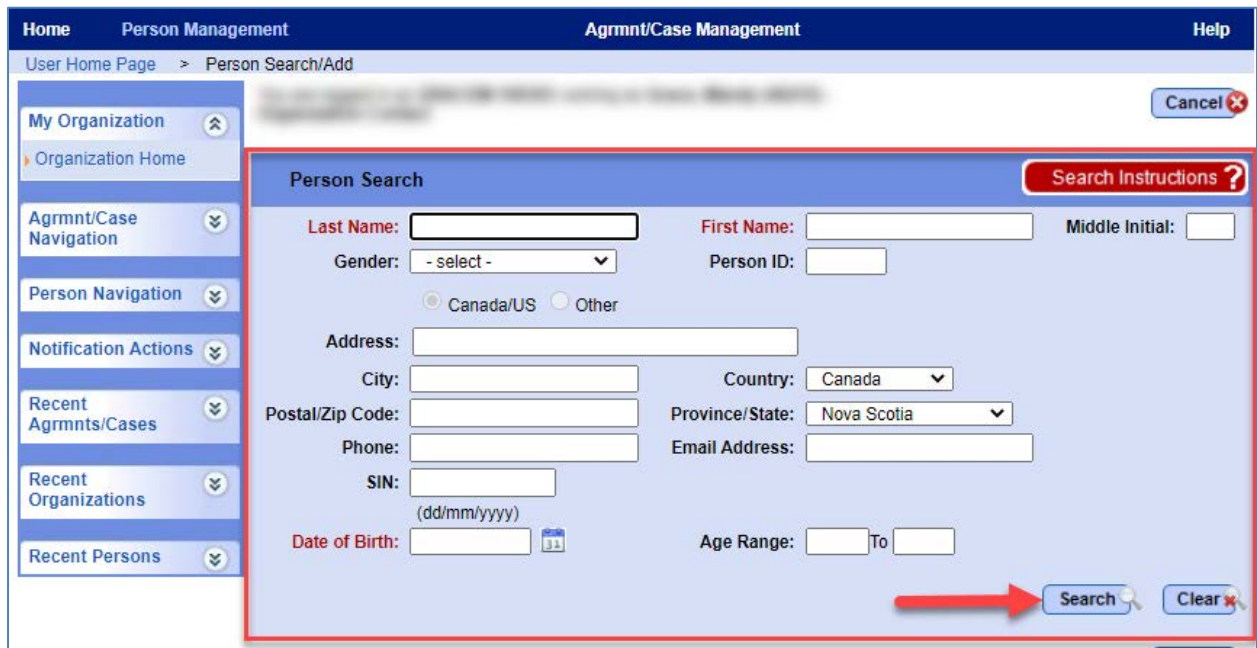 Home Person Management Agrmnt/Case Management Help
User Home Page > Person Search/Add
Cancel
My Organization
Organization Home
Agrmnt/Case
Navigation
Person Navigation
Notification Actions
Recent
Agrmnts/Cases
Recent
Organizations
Recent Persons
Person Search Search Instructions ?
Last Name: First Name: Middle Initial:
Gender: - select - Person ID:
Canada/US Other
Address:
City: Country: Canada
Postal/Zip Code: Province/State: Nova Scotia
Phone: Email Address:
SIN:
(dd/mm/yyyy)
Date of Birth: 31 Age Range: To
Search Clear